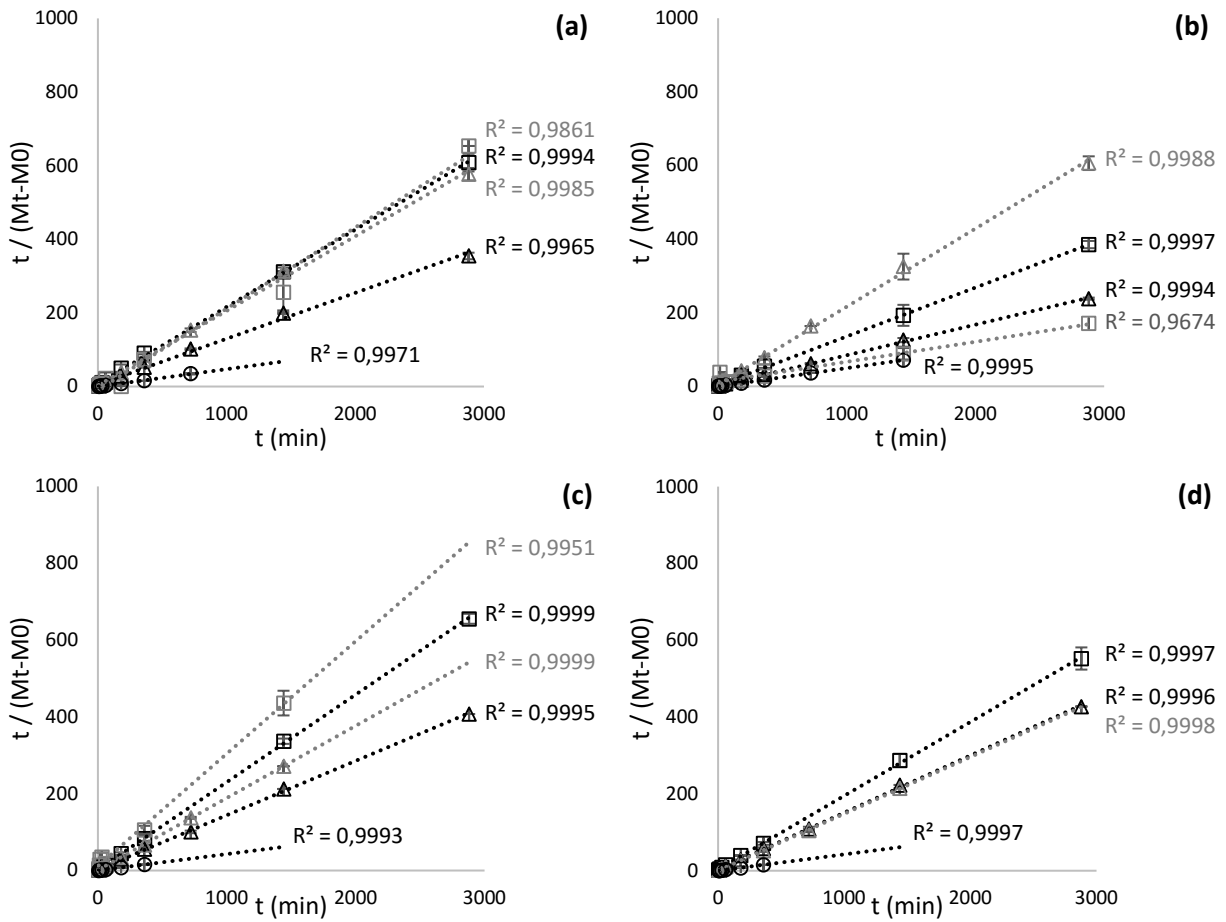 (a)
1000
800
600
400
200
0
t / (Mt-M0)
R² = 0,9861
R² = 0,9994
R² = 0,9985
R² = 0,9965
R² = 0,9971
0 1000 2000 3000
t (min)
(b)
1000
800
600
400
200
0
t / (Mt-M0)
R² = 0,9988
R² = 0,9997
R² = 0,9994
R² = 0,9674
R² = 0,9995
0 1000 2000 3000
t (min)
(c)
1000
800
600
400
200
0
t / (Mt-M0)
R² = 0,9951
R² = 0,9999
R² = 0,9999
R² = 0,9995
R² = 0,9993
0 1000 2000 3000
t (min)
(d)
1000
800
600
400
200
0
t / (Mt-M0)
R² = 0,9997
R² = 0,9996
R² = 0,9998
R² = 0,9997
0 1000 2000 3000
t (min)